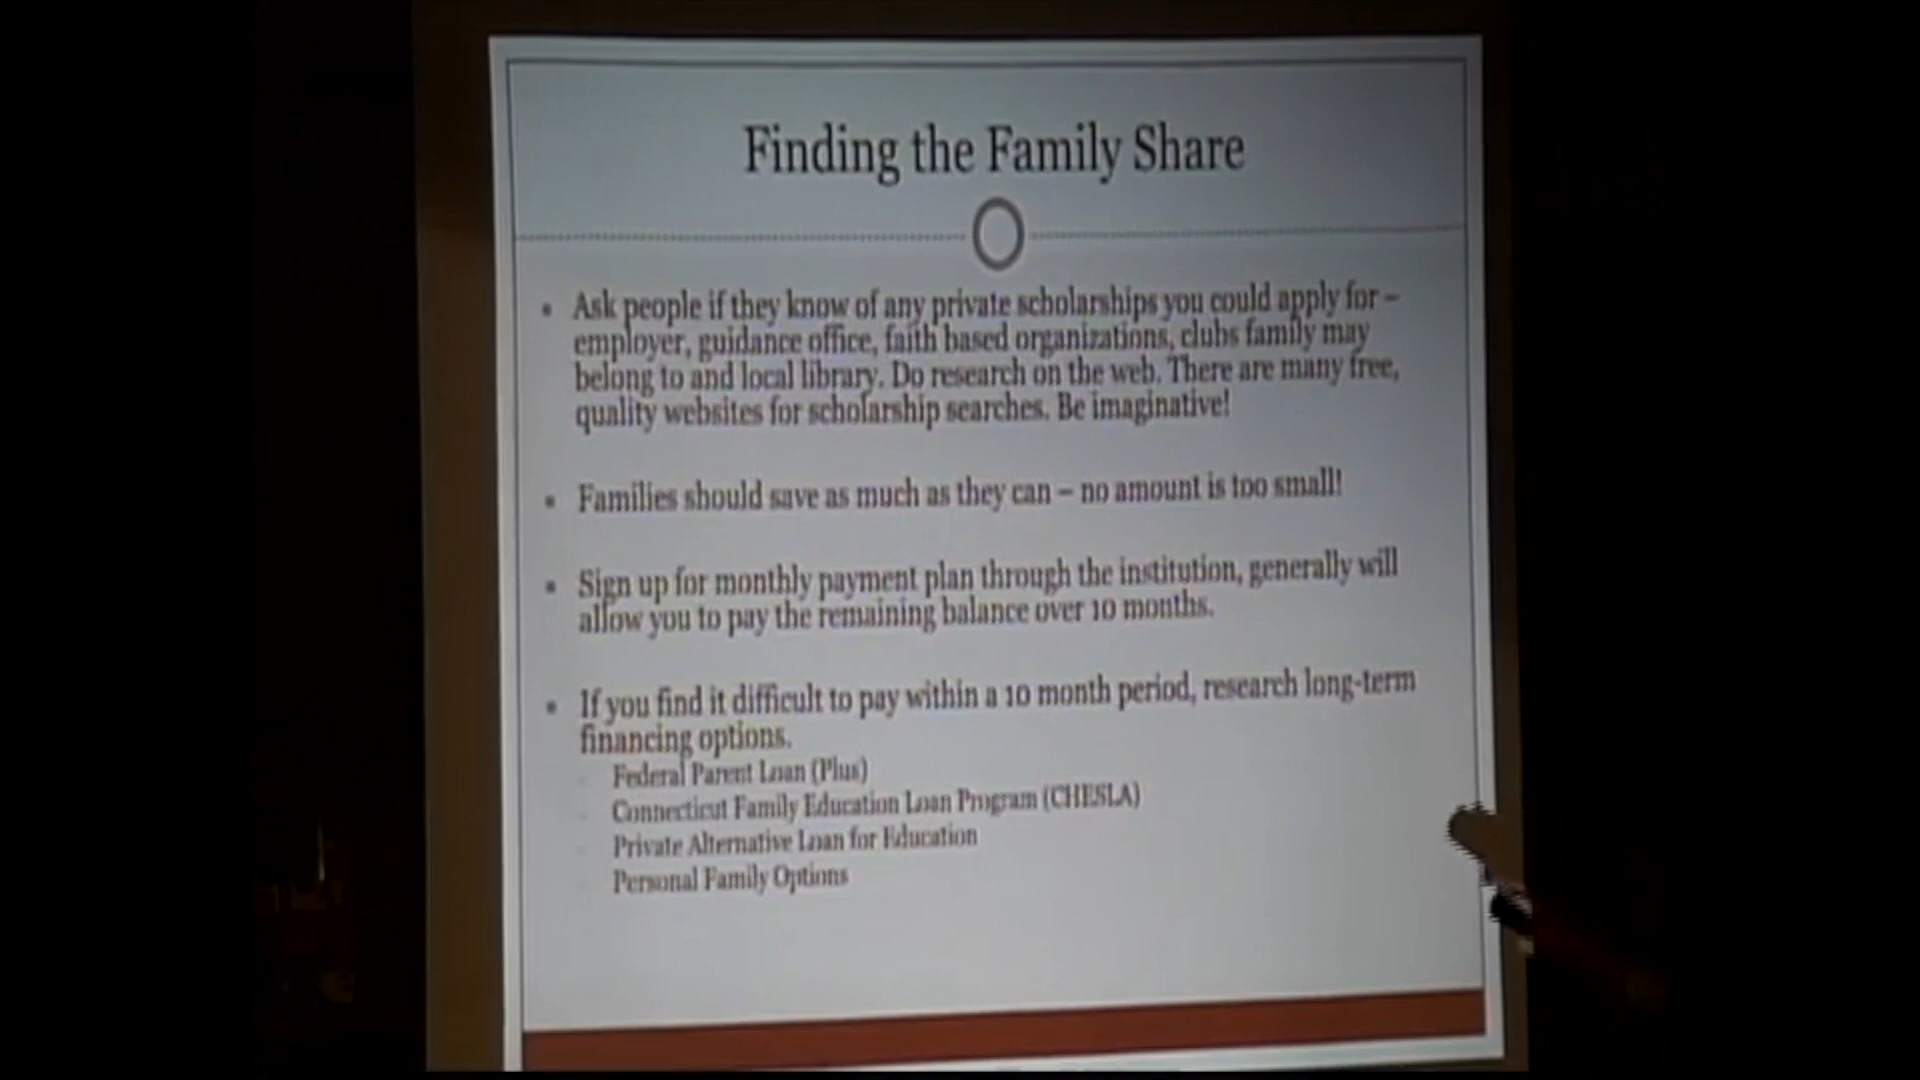 Finding the Family Share
• Ask people if they know of any private scholarships you could apply for –
employer, guidance office, faith based organizations, clubs family may
belong to and local library. Do research on the web. There are many free,
quality websites for scholarship searches. Be imaginative!
• Families should save as much as they can – no amount is too small!
• Sign up for monthly payment plan through the institution, generally will
allow you to pay the remaining balance over 10 months.
• If you find it difficult to pay within a 10 month period, research long-term
financing options.
Federal Parent Loan (Plus)
Connecticut Family Education Loan Program (CHESLA)
Private Alternative Loan for Education
Personal Family Options